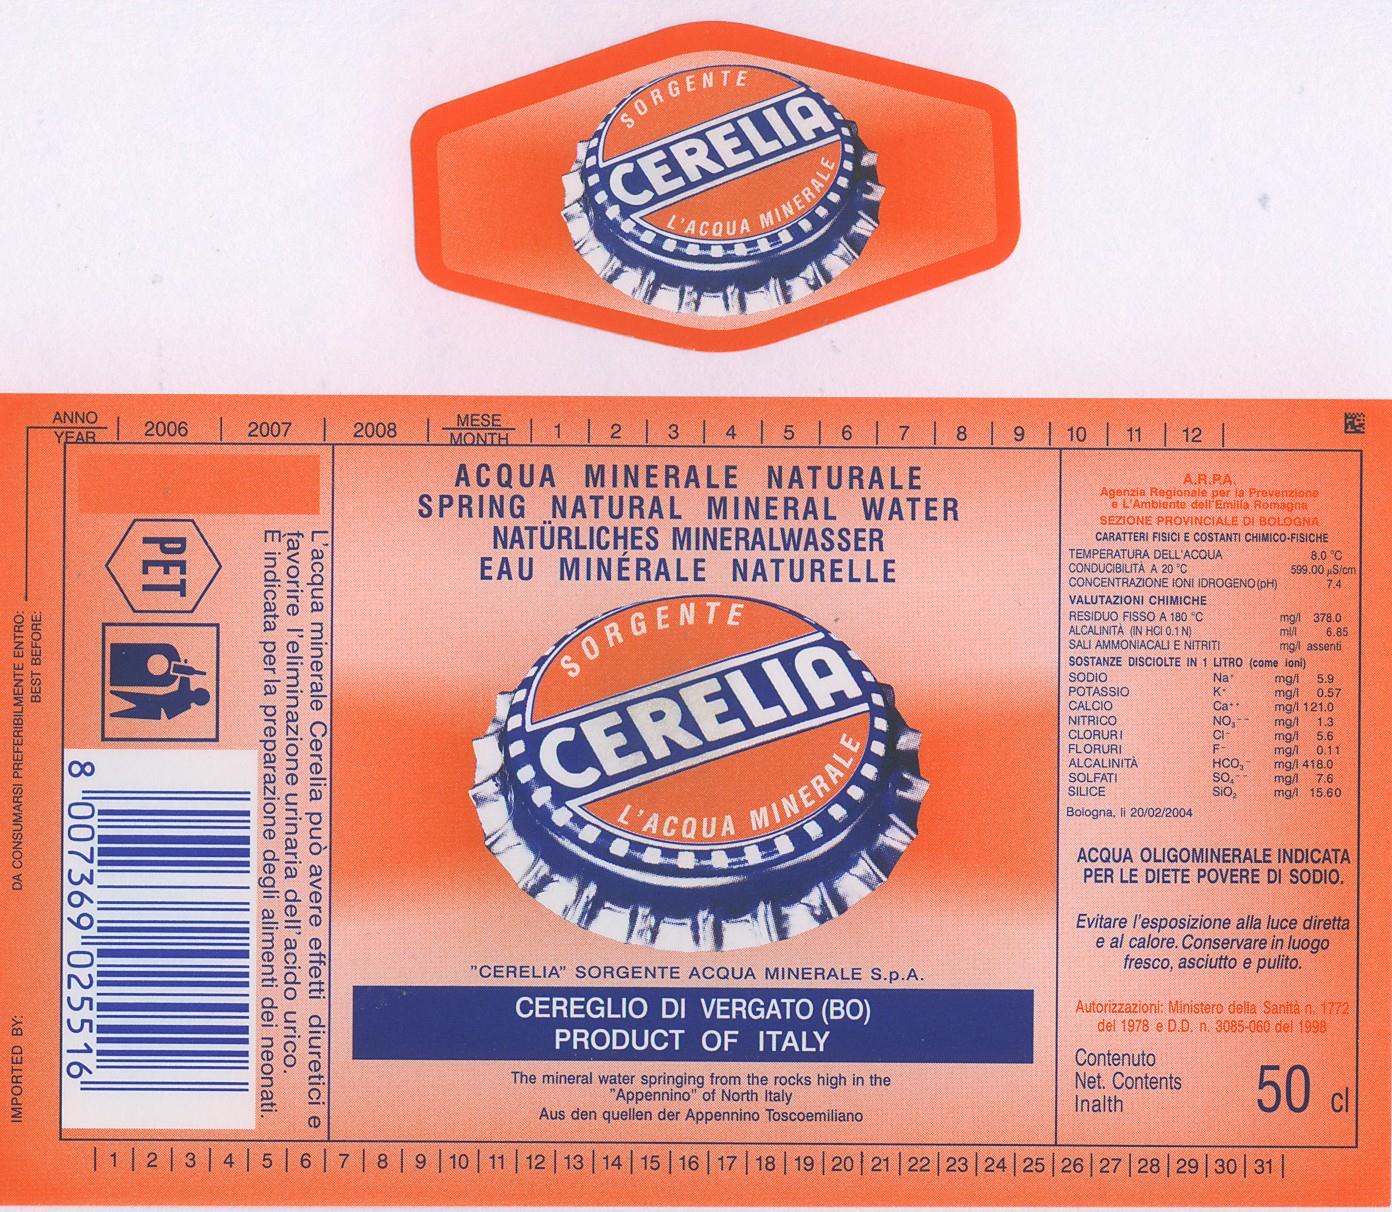 SORGENTE
CERELIA
L'ACQUA MINERALE
ANNO
YEAR
2006 2007 2008
MESE
MONTH
1 2 3 4 5 6 7 8 9 10 11 12
DA CONSUMARSI PREFERIBILMENTE ENTRO:
BEST BEFORE:
IMPORTED BY:
PET
L'acqua minerale Cerelia può avere effetti diuretici e
favorire l'eliminazione urinaria dell'acido urico.
È indicata per la preparazione degli alimenti dei neonati.
8 007369 025516
ACQUA MINERALE NATURALE
SPRING NATURAL MINERAL WATER
NATÜRLICHES MINERALWASSER
EAU MINÉRALE NATURELLE
SORGENTE
CERELIA
L'ACQUA MINERALE
"CERELIA" SORGENTE ACQUA MINERALE S.p.A.
CEREGLIO DI VERGATO (BO)
PRODUCT OF ITALY
The mineral water springing from the rocks high in the
"Appennino" of North Italy
Aus den quellen der Appennino Toscoemiliano
A.R.P.A.
Agenzia Regionale per la Prevenzione
e L'Ambiente dell'Emilia Romagna
SEZIONE PROVINCIALE DI BOLOGNA
CARATTERI FISICI E COSTANTI CHIMICO-FISICHE
TEMPERATURA DELL'ACQUA 8.0 °C
CONDUCIBILITÀ A 20 °C 599.00 µS/cm
CONCENTRAZIONE IONI IDROGENO (pH) 7.4
VALUTAZIONI CHIMICHE
RESIDUO FISSO A 180 °C mg/l 378.0
ALCALINITÀ (IN HCl 0.1 N) ml/l 6.85
SALI AMMONIACALI E NITRITI mg/l assenti
SOSTANZE DISCIOLTE IN 1 LITRO (come ioni)
SODIO Na⁺ mg/l 5.9
POTASSIO K⁺ mg/l 0.57
CALCIO Ca⁺⁺ mg/l 121.0
NITRICO NO₃⁻⁻ mg/l 1.3
CLORURI Cl⁻ mg/l 5.6
FLORURI F⁻ mg/l 0.11
ALCALINITÀ HCO₃⁻ mg/l 418.0
SOLFATI SO₄⁻⁻ mg/l 7.6
SILICE SiO₂ mg/l 15.60
Bologna, li 20/02/2004
ACQUA OLIGOMINERALE INDICATA
PER LE DIETE POVERE DI SODIO.
Evitare l'esposizione alla luce diretta
e al calore. Conservare in luogo
fresco, asciutto e pulito.
Autorizzazioni: Ministero della Sanità n. 1772
del 1978 e D.D. n. 3085-060 del 1998
Contenuto
Net. Contents
Inalth
50 cl
1 2 3 4 5 6 7 8 9 10 11 12 13 14 15 16 17 18 19 20 21 22 23 24 25 26 27 28 29 30 31